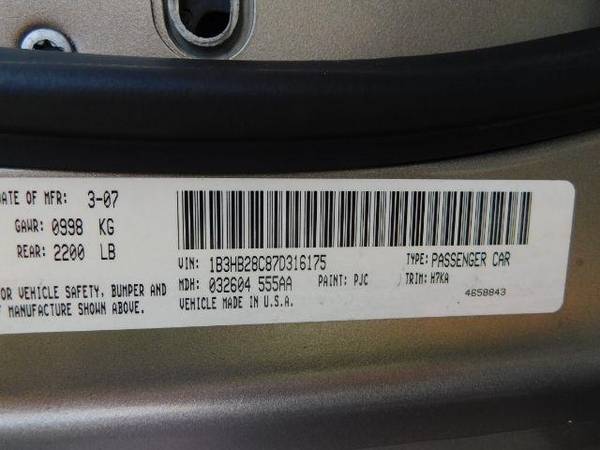 DATE OF MFR: 3-07
GAWR: 0998 KG
REAR: 2200 LB
VIN: 1B3HB28C87D316175 TYPE: PASSENGER CAR
MDH: 032604 555AA PAINT: PJC TRIM: H7KA
VEHICLE MADE IN U.S.A. 4658843
FOR VEHICLE SAFETY, BUMPER AND
F MANUFACTURE SHOWN ABOVE.